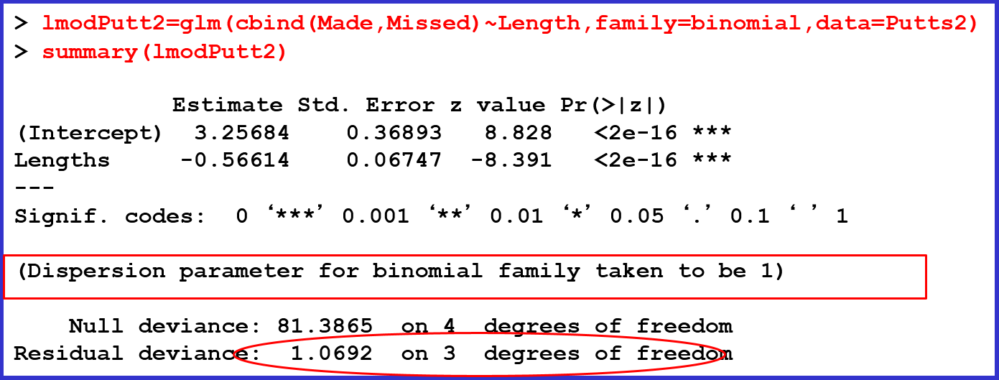 > lmodPutt2=glm(cbind(Made,Missed)~Length,family=binomial,data=Putts2)
> summary(lmodPutt2)
Estimate Std. Error z value Pr(>|z|)
(Intercept) 3.25684 0.36893 8.828 <2e-16 ***
Lengths -0.56614 0.06747 -8.391 <2e-16 ***
---
Signif. codes: 0 ‘***’ 0.001 ‘**’ 0.01 ‘*’ 0.05 ‘.’ 0.1 ‘ ’ 1
(Dispersion parameter for binomial family taken to be 1)
Null deviance: 81.3865 on 4 degrees of freedom
Residual deviance: 1.0692 on 3 degrees of freedom